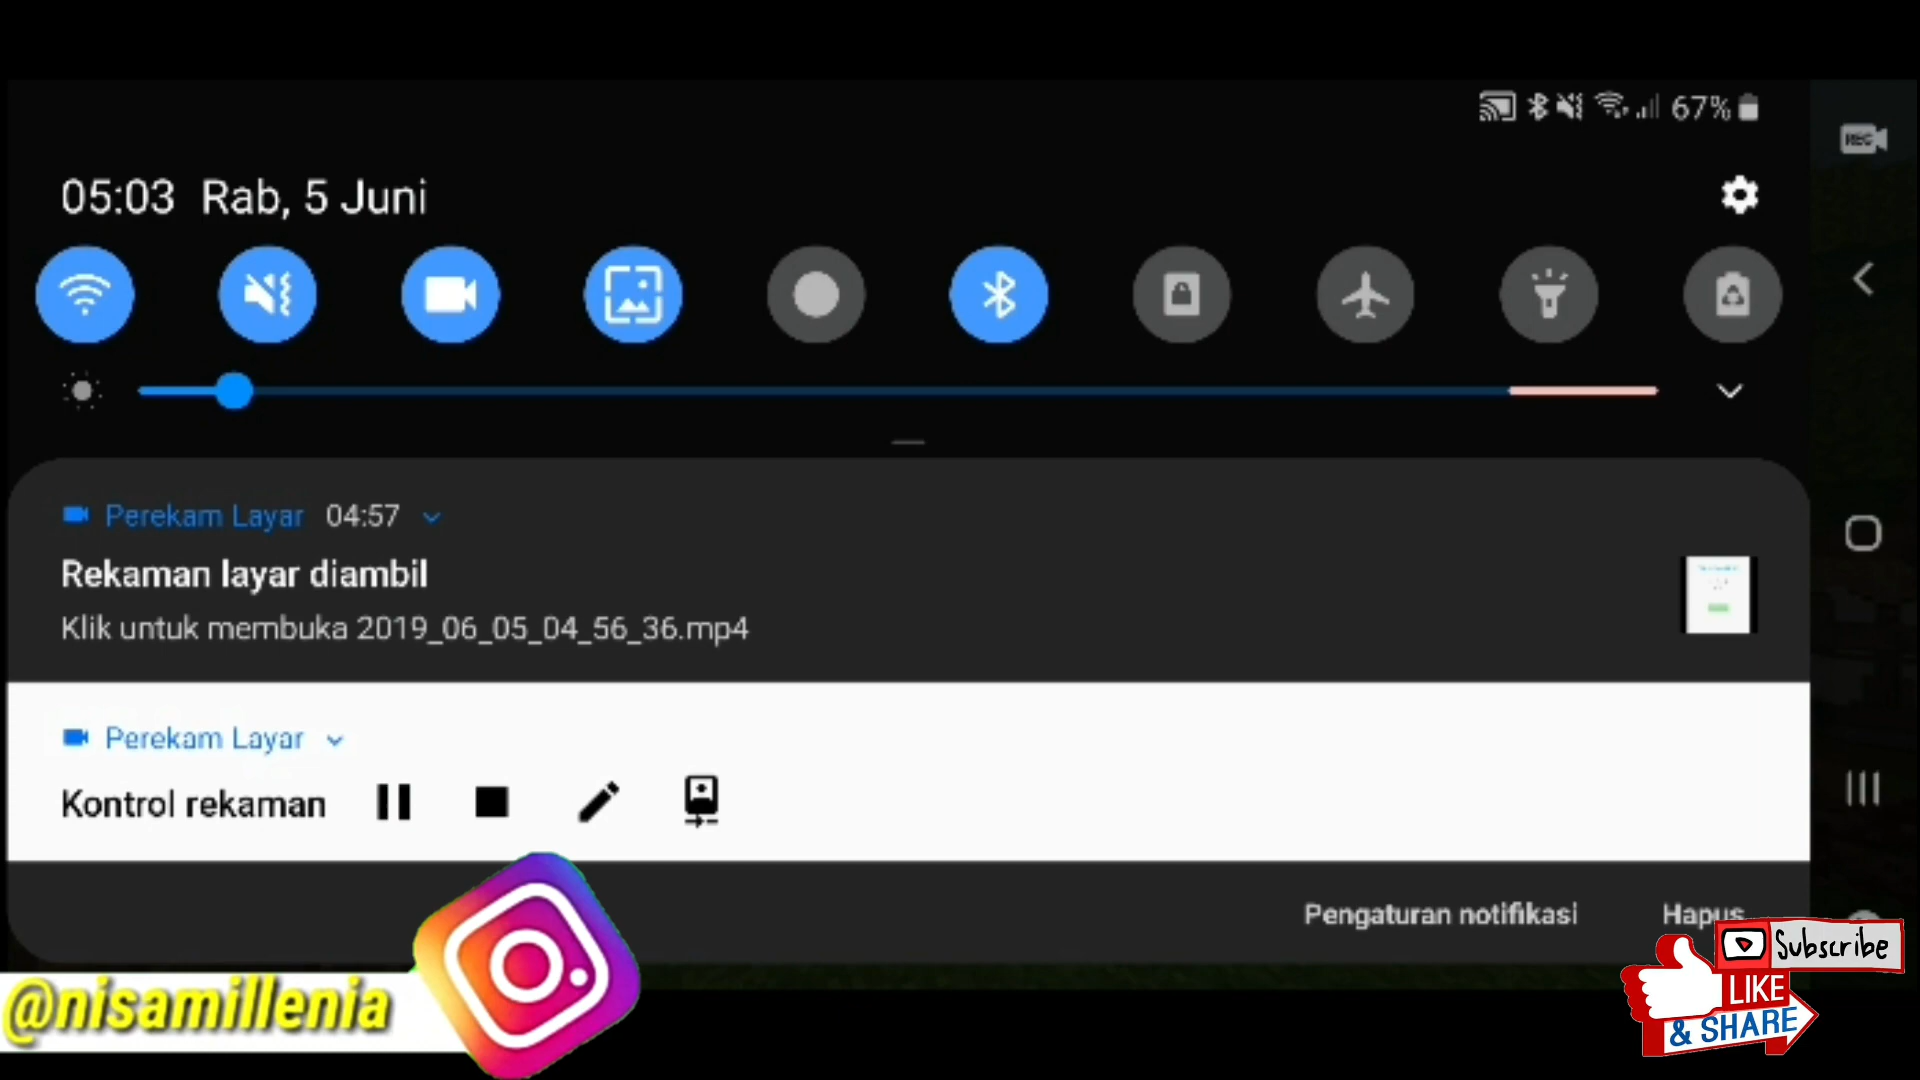 67%
REC
05:03 Rab, 5 Juni
Perekam Layar 04:57
Rekaman layar diambil
Klik untuk membuka 2019_06_05_04_56_36.mp4
Perekam Layar
Kontrol rekaman
Pengaturan notifikasi Hapus
Subscribe
LIKE
& SHARE
@nisamillenia